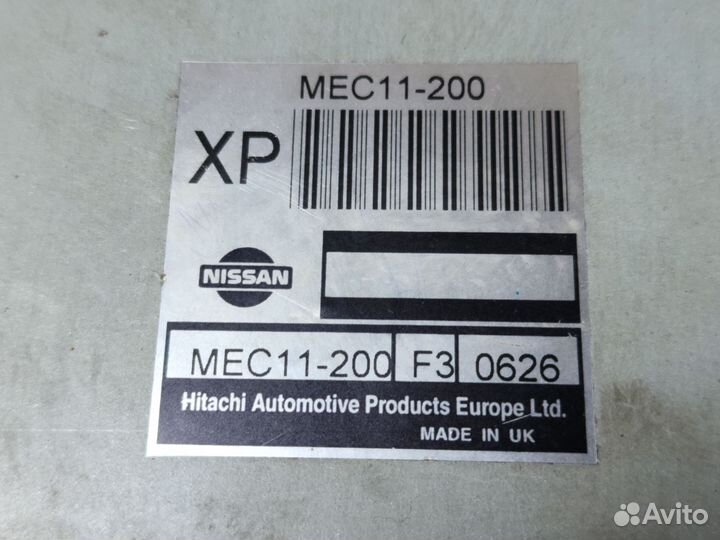 MEC11-200
XP
NISSAN
MEC11-200 F3 0626
Hitachi Automotive Products Europe Ltd.
MADE IN UK
Avito